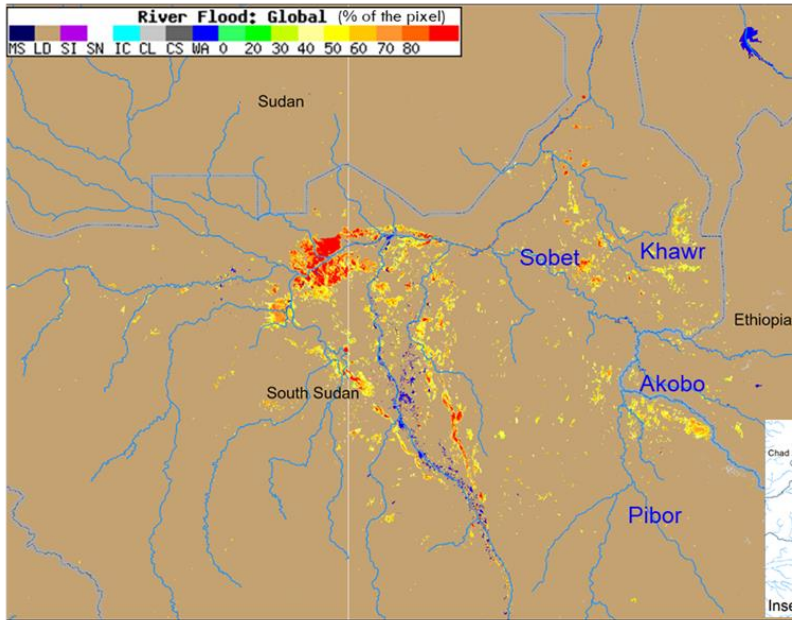 River Flood: Global (% of the pixel)
MS LD SI SN IC CL CS WA 0 20 30 40 50 60 70 80
Sudan
Sobet
Khawr
Ethiopia
Akobo
South Sudan
Chad
Pibor
Inse